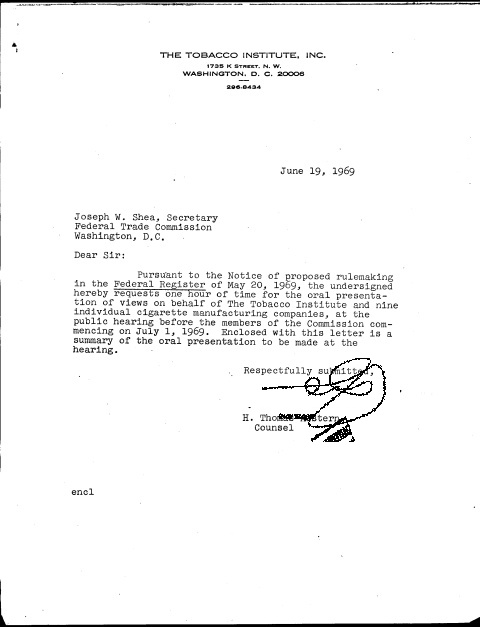 THE TOBACCO INSTITUTE, INC.
1735 K STREET, N. W.
WASHINGTON, D. C. 20006
296-8434
June 19, 1969
Joseph W. Shea, Secretary
Federal Trade Commission
Washington, D.C.
Dear Sir:
Pursuant to the Notice of proposed rulemaking
in the Federal Register of May 20, 1969, the undersigned
hereby requests one hour of time for the oral presenta-
tion of views on behalf of The Tobacco Institute and nine
individual cigarette manufacturing companies, at the
public hearing before the members of the Commission com-
mencing on July 1, 1969. Enclosed with this letter is a
summary of the oral presentation to be made at the
hearing.
Respectfully submitted,
H.
Counsel
encl